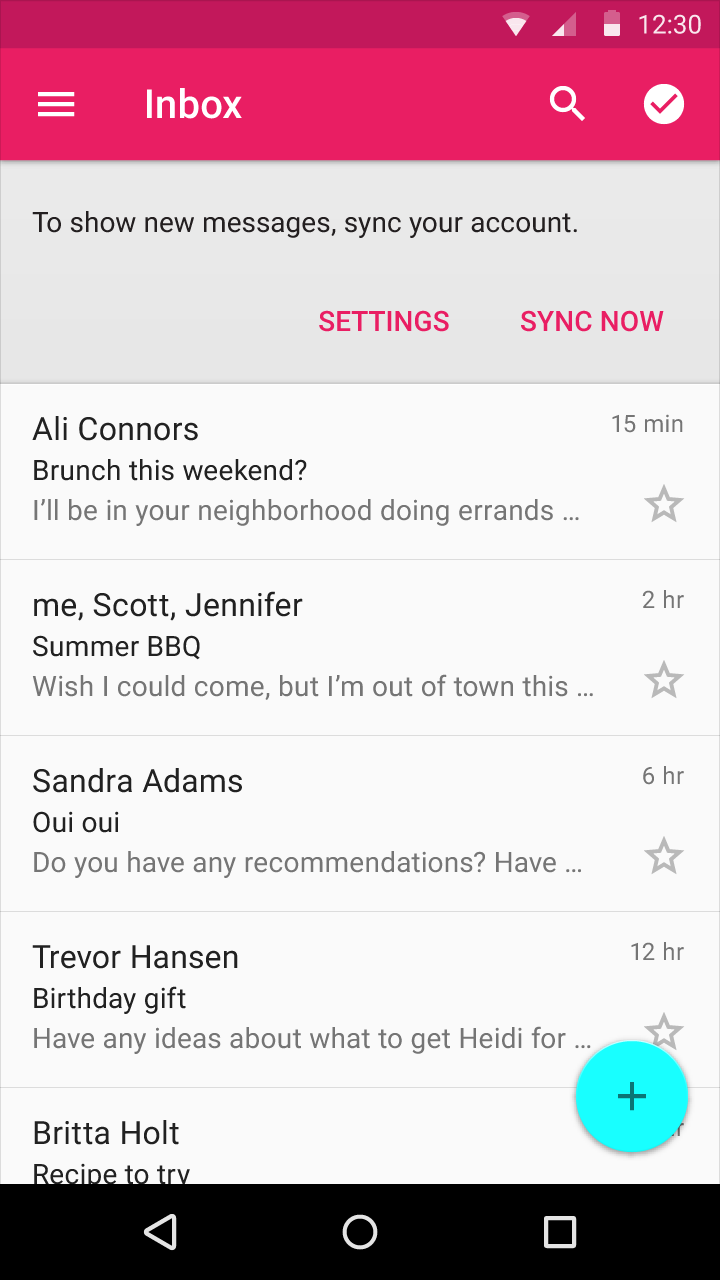 12:30
Inbox
To show new messages, sync your account.
SETTINGS SYNC NOW
Ali Connors 15 min
Brunch this weekend?
I’ll be in your neighborhood doing errands …
me, Scott, Jennifer 2 hr
Summer BBQ
Wish I could come, but I’m out of town this …
Sandra Adams 6 hr
Oui oui
Do you have any recommendations? Have …
Trevor Hansen 12 hr
Birthday gift
Have any ideas about what to get Heidi for …
Britta Holt
Recipe to try